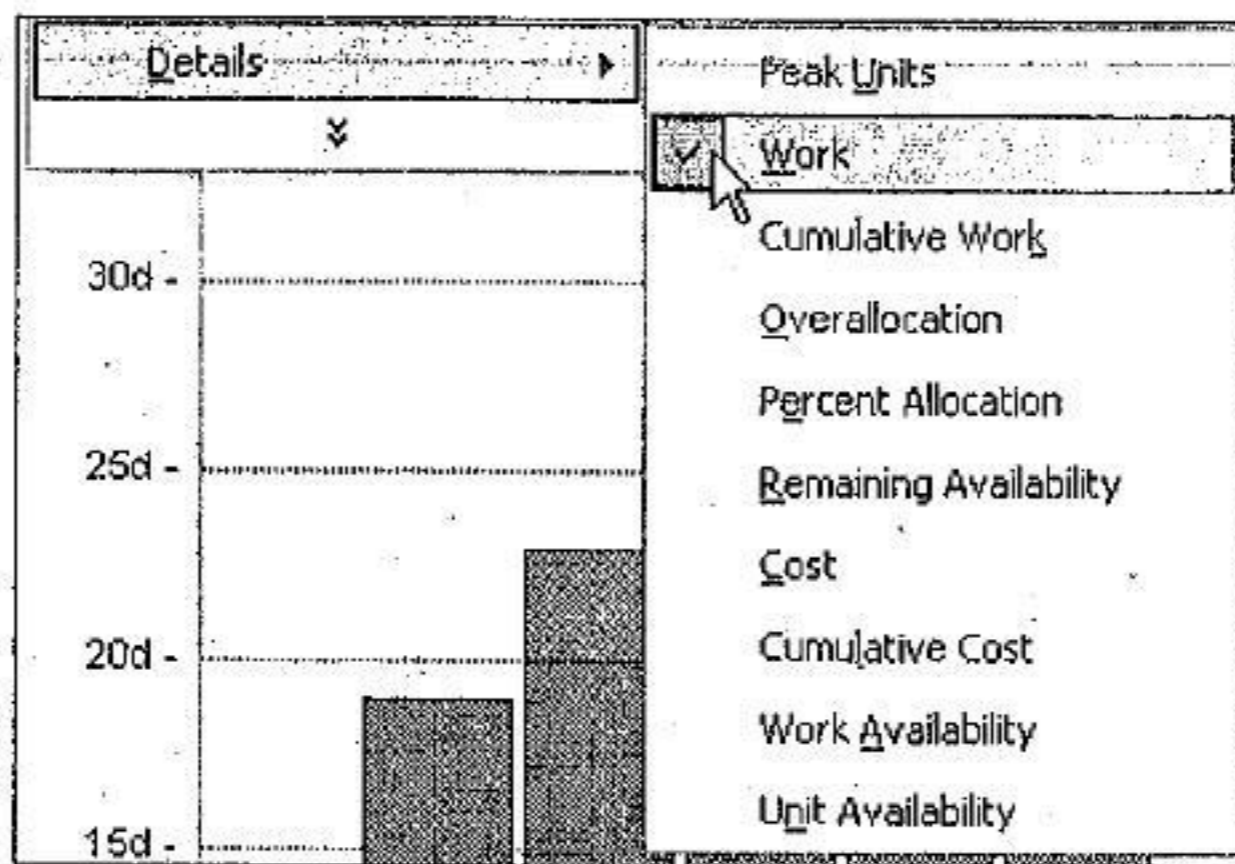 Details
30d
25d
20d
15d
Peak Units
Work
Cumulative Work
Overallocation
Percent Allocation
Remaining Availability
Cost
Cumulative Cost
Work Availability
Unit Availability